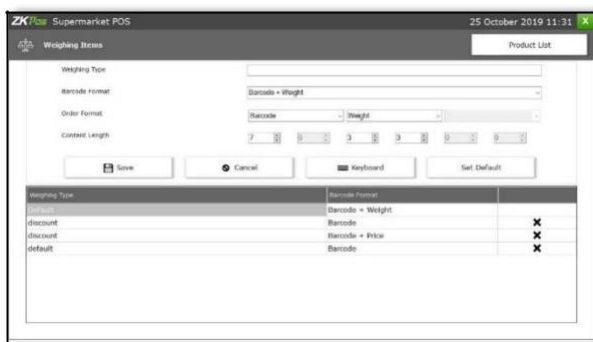 ZKPos Supermarket POS 25 October 2019 11:31 X
Weighing Items Product List
Weighing Type
Barcode Format Barcode + Weight
Order Format Barcode Weight
Content Length 7 0 3 3 0 0
Save Cancel Keyboard Set Default
Weighing Type Barcode Format
Default Barcode + Weight
discount Barcode
discount Barcode + Price
default Barcode